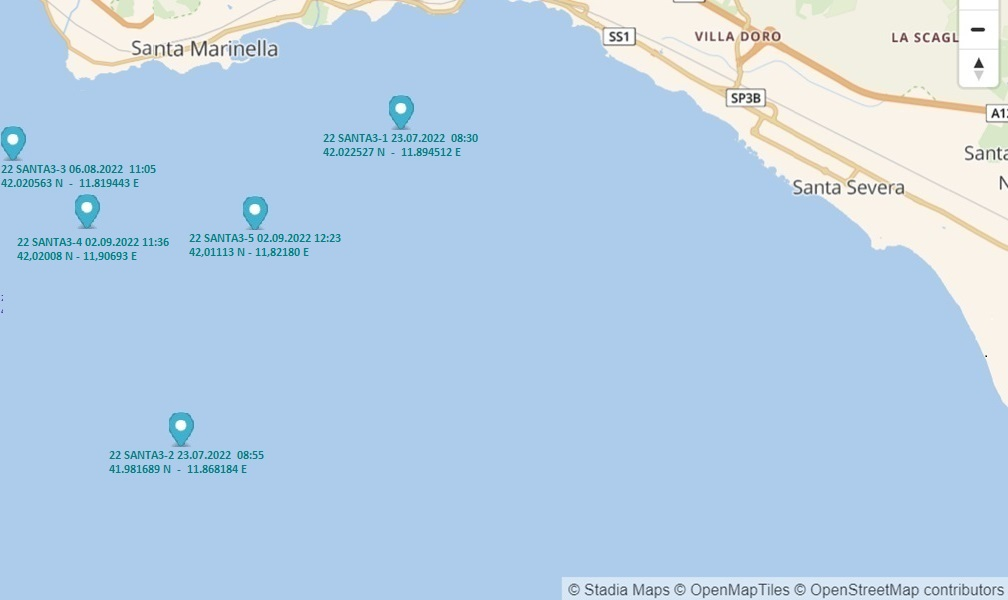 Santa Marinella
SS1
VILLA DORO
LA SCAGL
SP3B
A12
Santa
N
Santa Severa
22 SANTA3-1 23.07.2022 08:30
42.022527 N - 11.894512 E
22 SANTA3-3 06.08.2022 11:05
42.020563 N - 11.819443 E
22 SANTA3-4 02.09.2022 11:36
42,02008 N - 11,90693 E
22 SANTA3-5 02.09.2022 12:23
42,01113 N - 11,82180 E
22 SANTA3-2 23.07.2022 08:55
41.981689 N - 11.868184 E
© Stadia Maps © OpenMapTiles © OpenStreetMap contributors